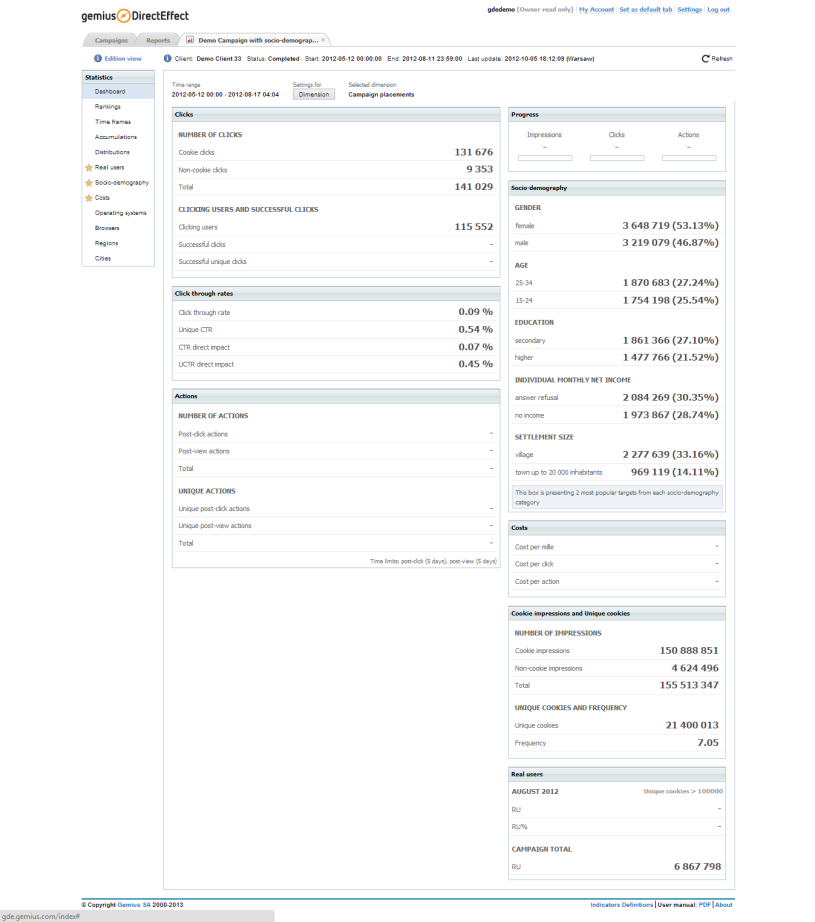 gemius DirectEffect
gdedemo (Owner read only) | My Account | Set as default tab | Settings | Log out
Campaigns
Reports
Demo Campaign with socio-demograp... ×
Edition view
Client: Demo Client 33 Status: Completed Start: 2012-05-12 00:00:00 End: 2012-08-11 23:59:00 Last update: 2012-10-05 18:12:09 (Warsaw)
Refresh
Statistics
Dashboard
Rankings
Time frames
Accumulations
Distributions
Real users
Socio-demography
Costs
Operating systems
Browsers
Regions
Cities
Time range
2012-05-12 00:00 - 2012-08-17 04:04
Settings for
Dimension
Selected dimension
Campaign placements
Clicks
NUMBER OF CLICKS
Cookie clicks 131 676
Non-cookie clicks 9 353
Total 141 029
CLICKING USERS AND SUCCESSFUL CLICKS
Clicking users 115 552
Successful clicks -
Successful unique clicks -
Click through rates
Click through rate 0.09 %
Unique CTR 0.54 %
CTR direct impact 0.07 %
UCTR direct impact 0.45 %
Actions
NUMBER OF ACTIONS
Post-click actions -
Post-view actions -
Total -
UNIQUE ACTIONS
Unique post-click actions -
Unique post-view actions -
Total -
Time limits: post-click (5 days), post-view (5 days)
Progress
Impressions Clicks Actions
- - -
Socio-demography
GENDER
female 3 648 719 (53.13%)
male 3 219 079 (46.87%)
AGE
25-34 1 870 683 (27.24%)
15-24 1 754 198 (25.54%)
EDUCATION
secondary 1 861 366 (27.10%)
higher 1 477 766 (21.52%)
INDIVIDUAL MONTHLY NET INCOME
answer refusal 2 084 269 (30.35%)
no income 1 973 867 (28.74%)
SETTLEMENT SIZE
village 2 277 639 (33.16%)
town up to 20 000 inhabitants 969 119 (14.11%)
This box is presenting 2 most popular targets from each socio-demography
category
Costs
Cost per mille -
Cost per click -
Cost per action -
Cookie impressions and Unique cookies
NUMBER OF IMPRESSIONS
Cookie impressions 150 888 851
Non-cookie impressions 4 624 496
Total 155 513 347
UNIQUE COOKIES AND FREQUENCY
Unique cookies 21 400 013
Frequency 7.05
Real users
AUGUST 2012 Unique cookies > 100000
RU -
RU% -
CAMPAIGN TOTAL
RU 6 867 798
© Copyright Gemius SA 2000-2013
Indicators Definitions | User manual: PDF | About
gde.gemius.com/index#